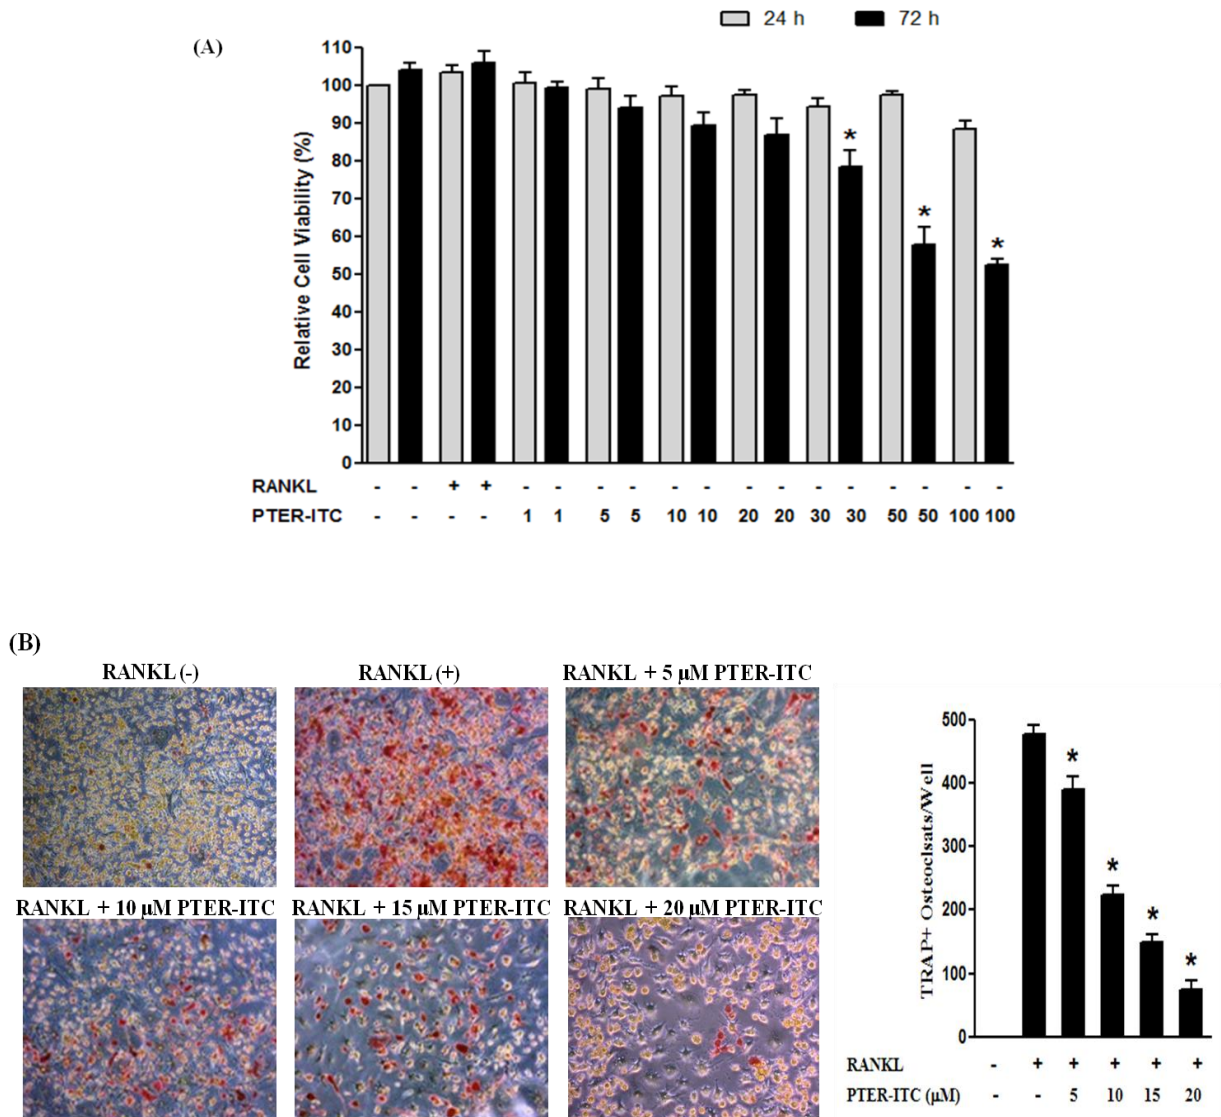 24 h 72 h
(A)
110
100
90
80
70
60
50
40
30
20
10
0
Relative Cell Viability (%)
* * *
RANKL - - + + - - - - - - - - - - - - - -
PTER-ITC - - - - 1 1 5 5 10 10 20 20 30 30 50 50 100 100
(B)
RANKL (-) RANKL (+) RANKL + 5 μM PTER-ITC
RANKL + 10 μM PTER-ITC RANKL + 15 μM PTER-ITC RANKL + 20 μM PTER-ITC
500
400
300
200
100
0
TRAP+ Osteoclsats/Well
* * * *
RANKL - + + + + +
PTER-ITC (μM) - - 5 10 15 20